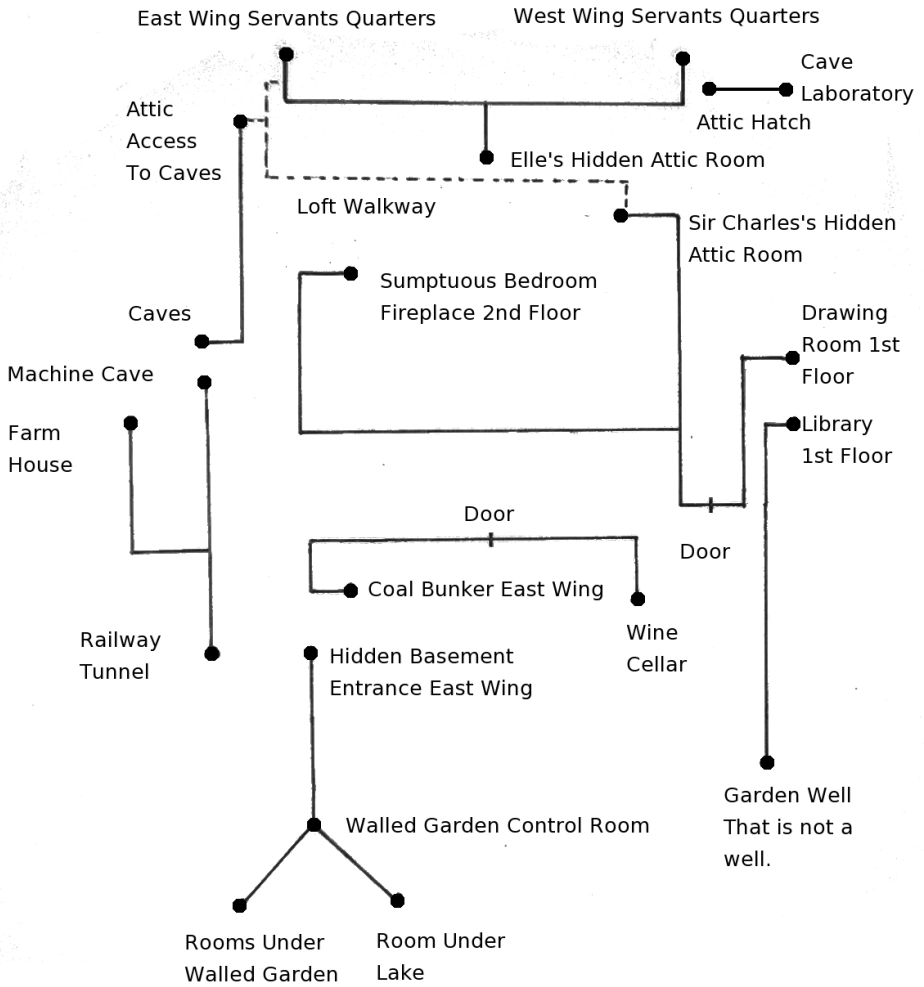 East Wing Servants Quarters
West Wing Servants Quarters
Cave
Laboratory
Attic Hatch
Attic
Access
To Caves
Elle's Hidden Attic Room
Loft Walkway
Sir Charles's Hidden
Attic Room
Sumptuous Bedroom
Fireplace 2nd Floor
Caves
Drawing
Room 1st
Floor
Machine Cave
Farm
House
Library
1st Floor
Door
Door
Coal Bunker East Wing
Wine
Cellar
Railway
Tunnel
Hidden Basement
Entrance East Wing
Garden Well
That is not a
well.
Walled Garden Control Room
Rooms Under
Walled Garden
Room Under
Lake